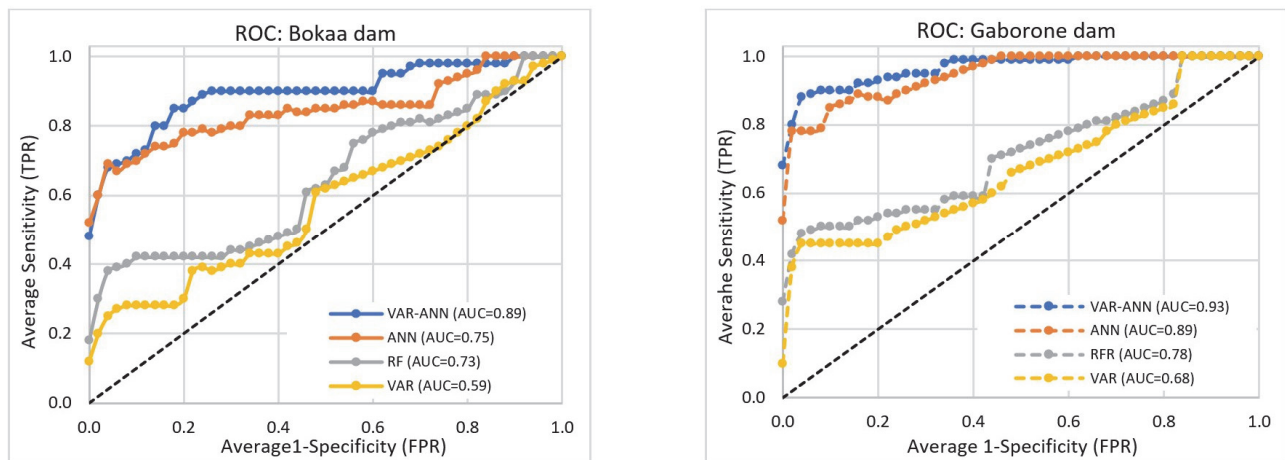 ROC: Bokaa dam
1.0
0.8
0.6
0.4
0.2
0.0
Average Sensitivity (TPR)
VAR-ANN (AUC=0.89)
ANN (AUC=0.75)
RF (AUC=0.73)
VAR (AUC=0.59)
0.0 0.2 0.4 0.6 0.8 1.0
Average1-Specificity (FPR)
ROC: Gaborone dam
1.0
0.8
0.6
0.4
0.2
0.0
Averahe Sensitivity (TPR)
VAR-ANN (AUC=0.93)
ANN (AUC=0.89)
RFR (AUC=0.78)
VAR (AUC=0.68)
0.0 0.2 0.4 0.6 0.8 1.0
Average 1-Specificity (FPR)